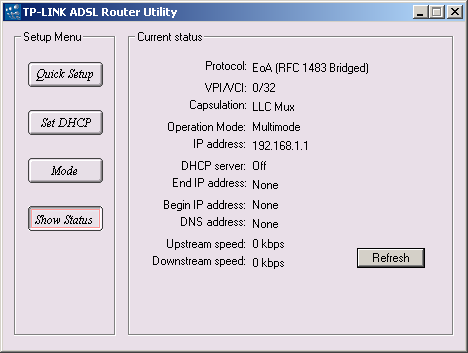 TP-LINK ADSL Router Utility
Setup Menu
Quick Setup
Set DHCP
Mode
Show Status
Current status
Protocol: EoA (RFC 1483 Bridged)
VPI/VCI: 0/32
Capsulation: LLC Mux
Operation Mode: Multimode
IP address: 192.168.1.1
DHCP server: Off
End IP address: None
Begin IP address: None
DNS address: None
Upstream speed: 0 kbps
Downstream speed: 0 kbps
Refresh